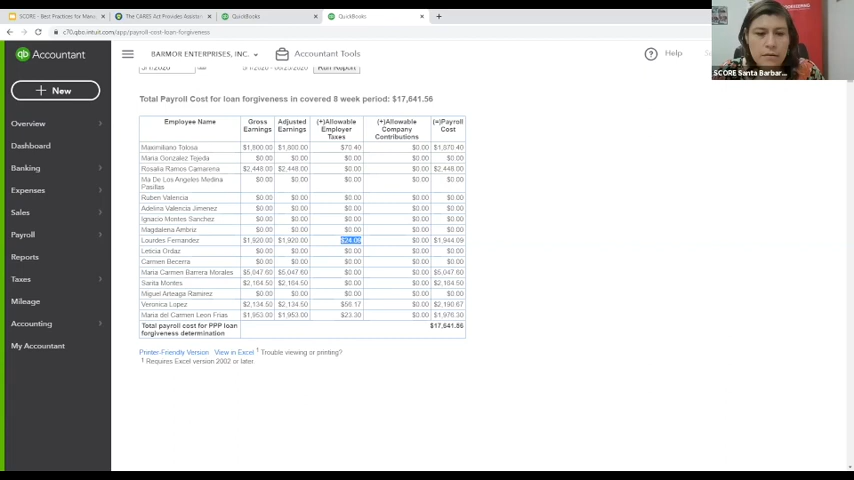 SCORE - Best Practices for Mana
The CARES Act Provides Assistan
QuickBooks
QuickBooks
c70.qbo.intuit.com/app/payroll-cost-loan-forgiveness
qb Accountant
BARMOR ENTERPRISES, INC.
Accountant Tools
Help
SCORE Santa Barbar...
+ New
Overview
Dashboard
Banking
Expenses
Sales
Payroll
Reports
Taxes
Mileage
Accounting
My Accountant
Run Report
Total Payroll Cost for loan forgiveness in covered 8 week period: $17,641.56
Employee Name Gross Earnings Adjusted Earnings (+)Allowable Employer Taxes (+)Allowable Company Contributions (=)Payroll Cost
Maximiliano Tolosa $1,800.00 $1,800.00 $70.40 $0.00 $1,870.40
Maria Gonzalez Tejeda $0.00 $0.00 $0.00 $0.00 $0.00
Rosalia Ramos Camarena $2,448.00 $2,448.00 $0.00 $0.00 $2,448.00
Ma De Los Angeles Medina Pasillas $0.00 $0.00 $0.00 $0.00 $0.00
Ruben Valencia $0.00 $0.00 $0.00 $0.00 $0.00
Adelina Valencia Jimenez $0.00 $0.00 $0.00 $0.00 $0.00
Ignacio Montes Sanchez $0.00 $0.00 $0.00 $0.00 $0.00
Magdalena Ambriz $0.00 $0.00 $0.00 $0.00 $0.00
Lourdes Fernandez $1,920.00 $1,920.00 $24.09 $0.00 $1,944.09
Leticia Ordaz $0.00 $0.00 $0.00 $0.00 $0.00
Carmen Becerra $0.00 $0.00 $0.00 $0.00 $0.00
Maria Carmen Barrera Morales $5,047.60 $5,047.60 $0.00 $0.00 $5,047.60
Sarita Montes $2,164.50 $2,164.50 $0.00 $0.00 $2,164.50
Miguel Arteaga Ramirez $0.00 $0.00 $0.00 $0.00 $0.00
Veronica Lopez $2,134.50 $2,134.50 $56.17 $0.00 $2,190.67
Maria del Carmen Leon Frias $1,953.00 $1,953.00 $23.30 $0.00 $1,976.30
Total payroll cost for PPP loan forgiveness determination $17,641.86
Printer-Friendly Version View in Excel 1 Trouble viewing or printing?
1 Requires Excel version 2002 or later.